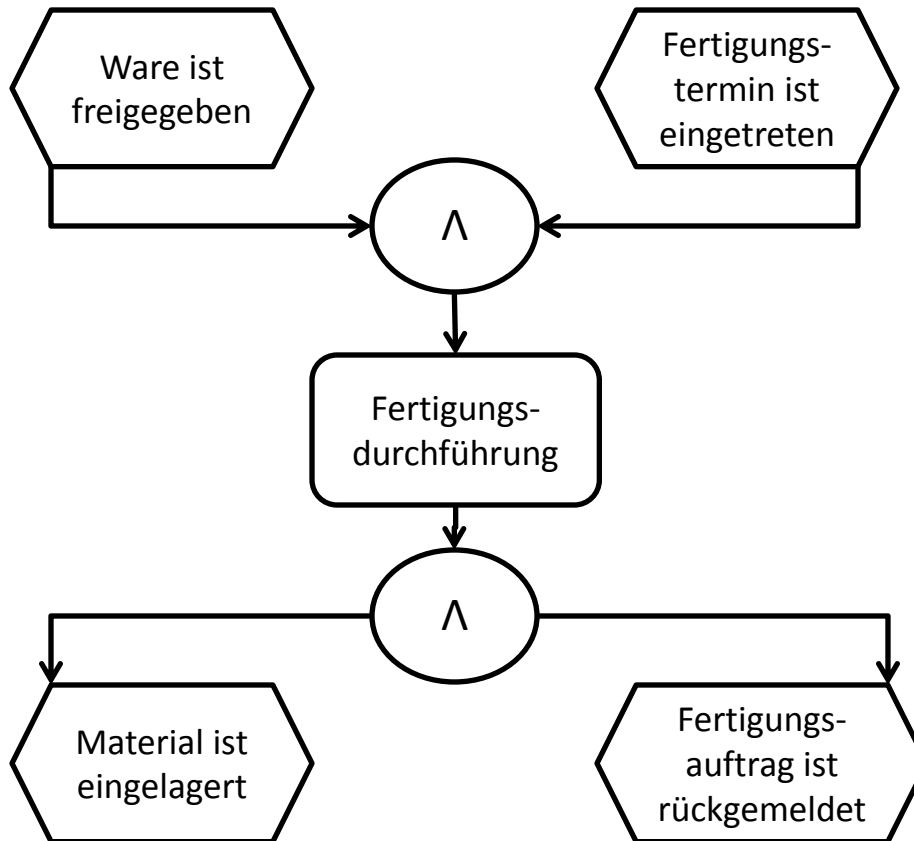 Ware ist
freigegeben
Fertigungs-
termin ist
eingetreten
Λ
Fertigungs-
durchführung
Λ
Material ist
eingelagert
Fertigungs-
auftrag ist
rückgemeldet